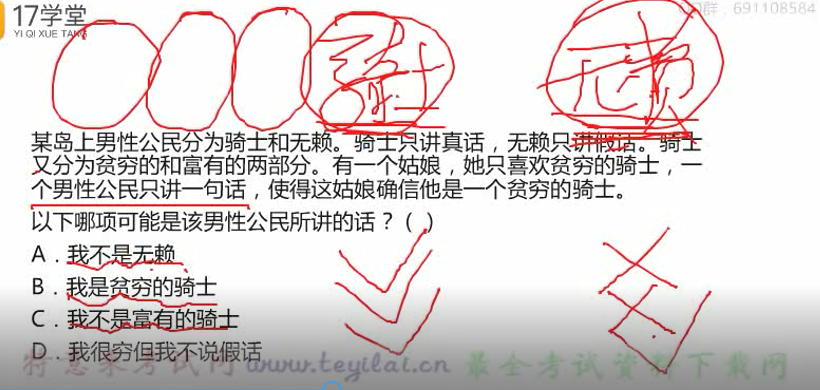 17学堂
YI QI XUE TANG
QQ群，691108584
骑士
无赖
某岛上男性公民分为骑士和无赖。骑士只讲真话，无赖只讲假话。骑士
又分为贫穷的和富有的两部分。有一个姑娘，她只喜欢贫穷的骑士，一
个男性公民只讲一句话，使得这姑娘确信他是一个贫穷的骑士。
以下哪项可能是该男性公民所讲的话？( )
A．我不是无赖
B．我是贫穷的骑士
C．我不是富有的骑士
D．我很穷但我不说假话
特意来考试网 www.teyilai.cn 最全考试资料下载网